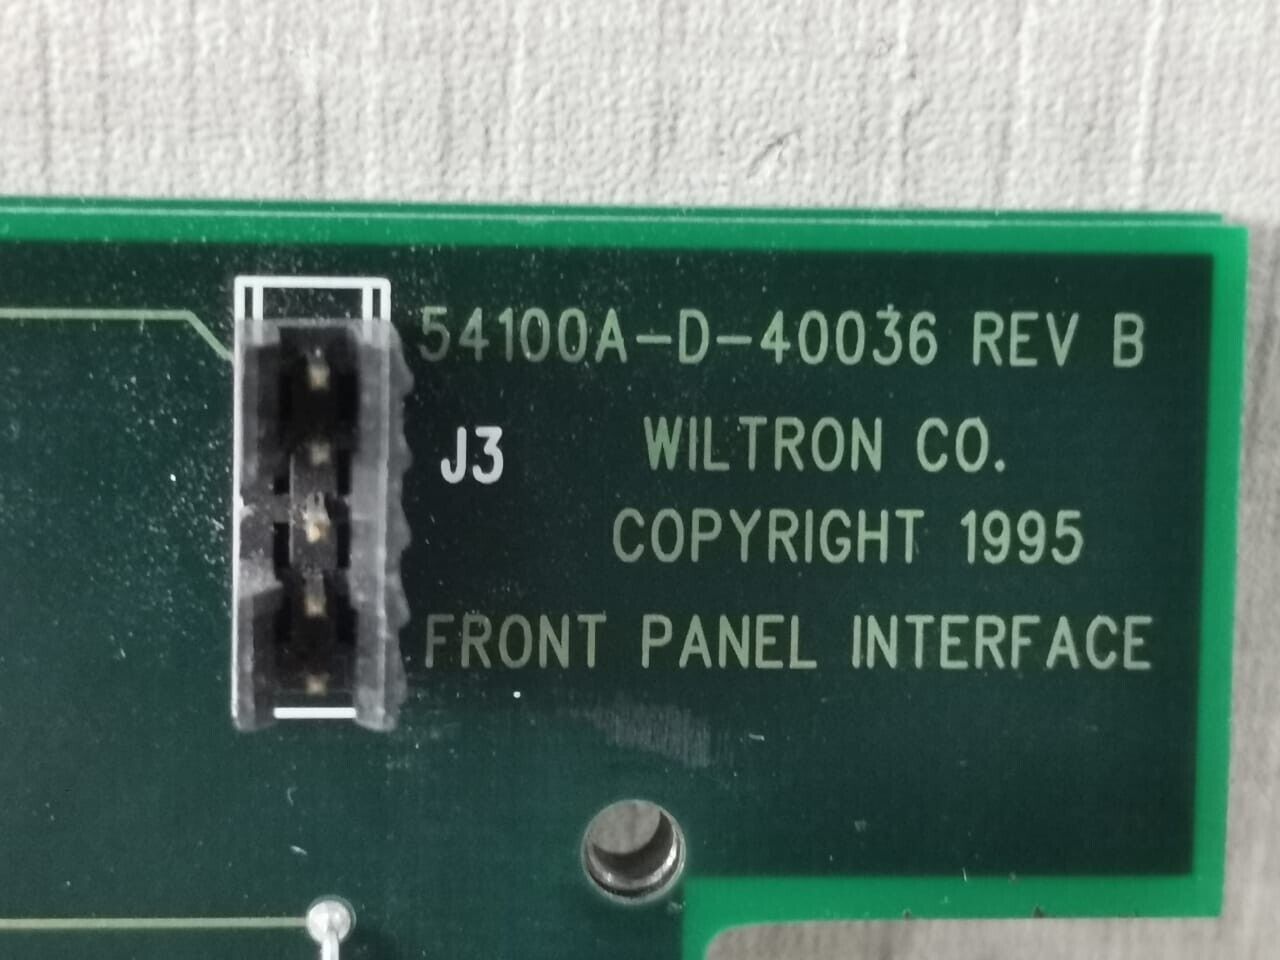 54100A-D-40036 REV B
J3
WILTRON CO.
COPYRIGHT 1995
FRONT PANEL INTERFACE